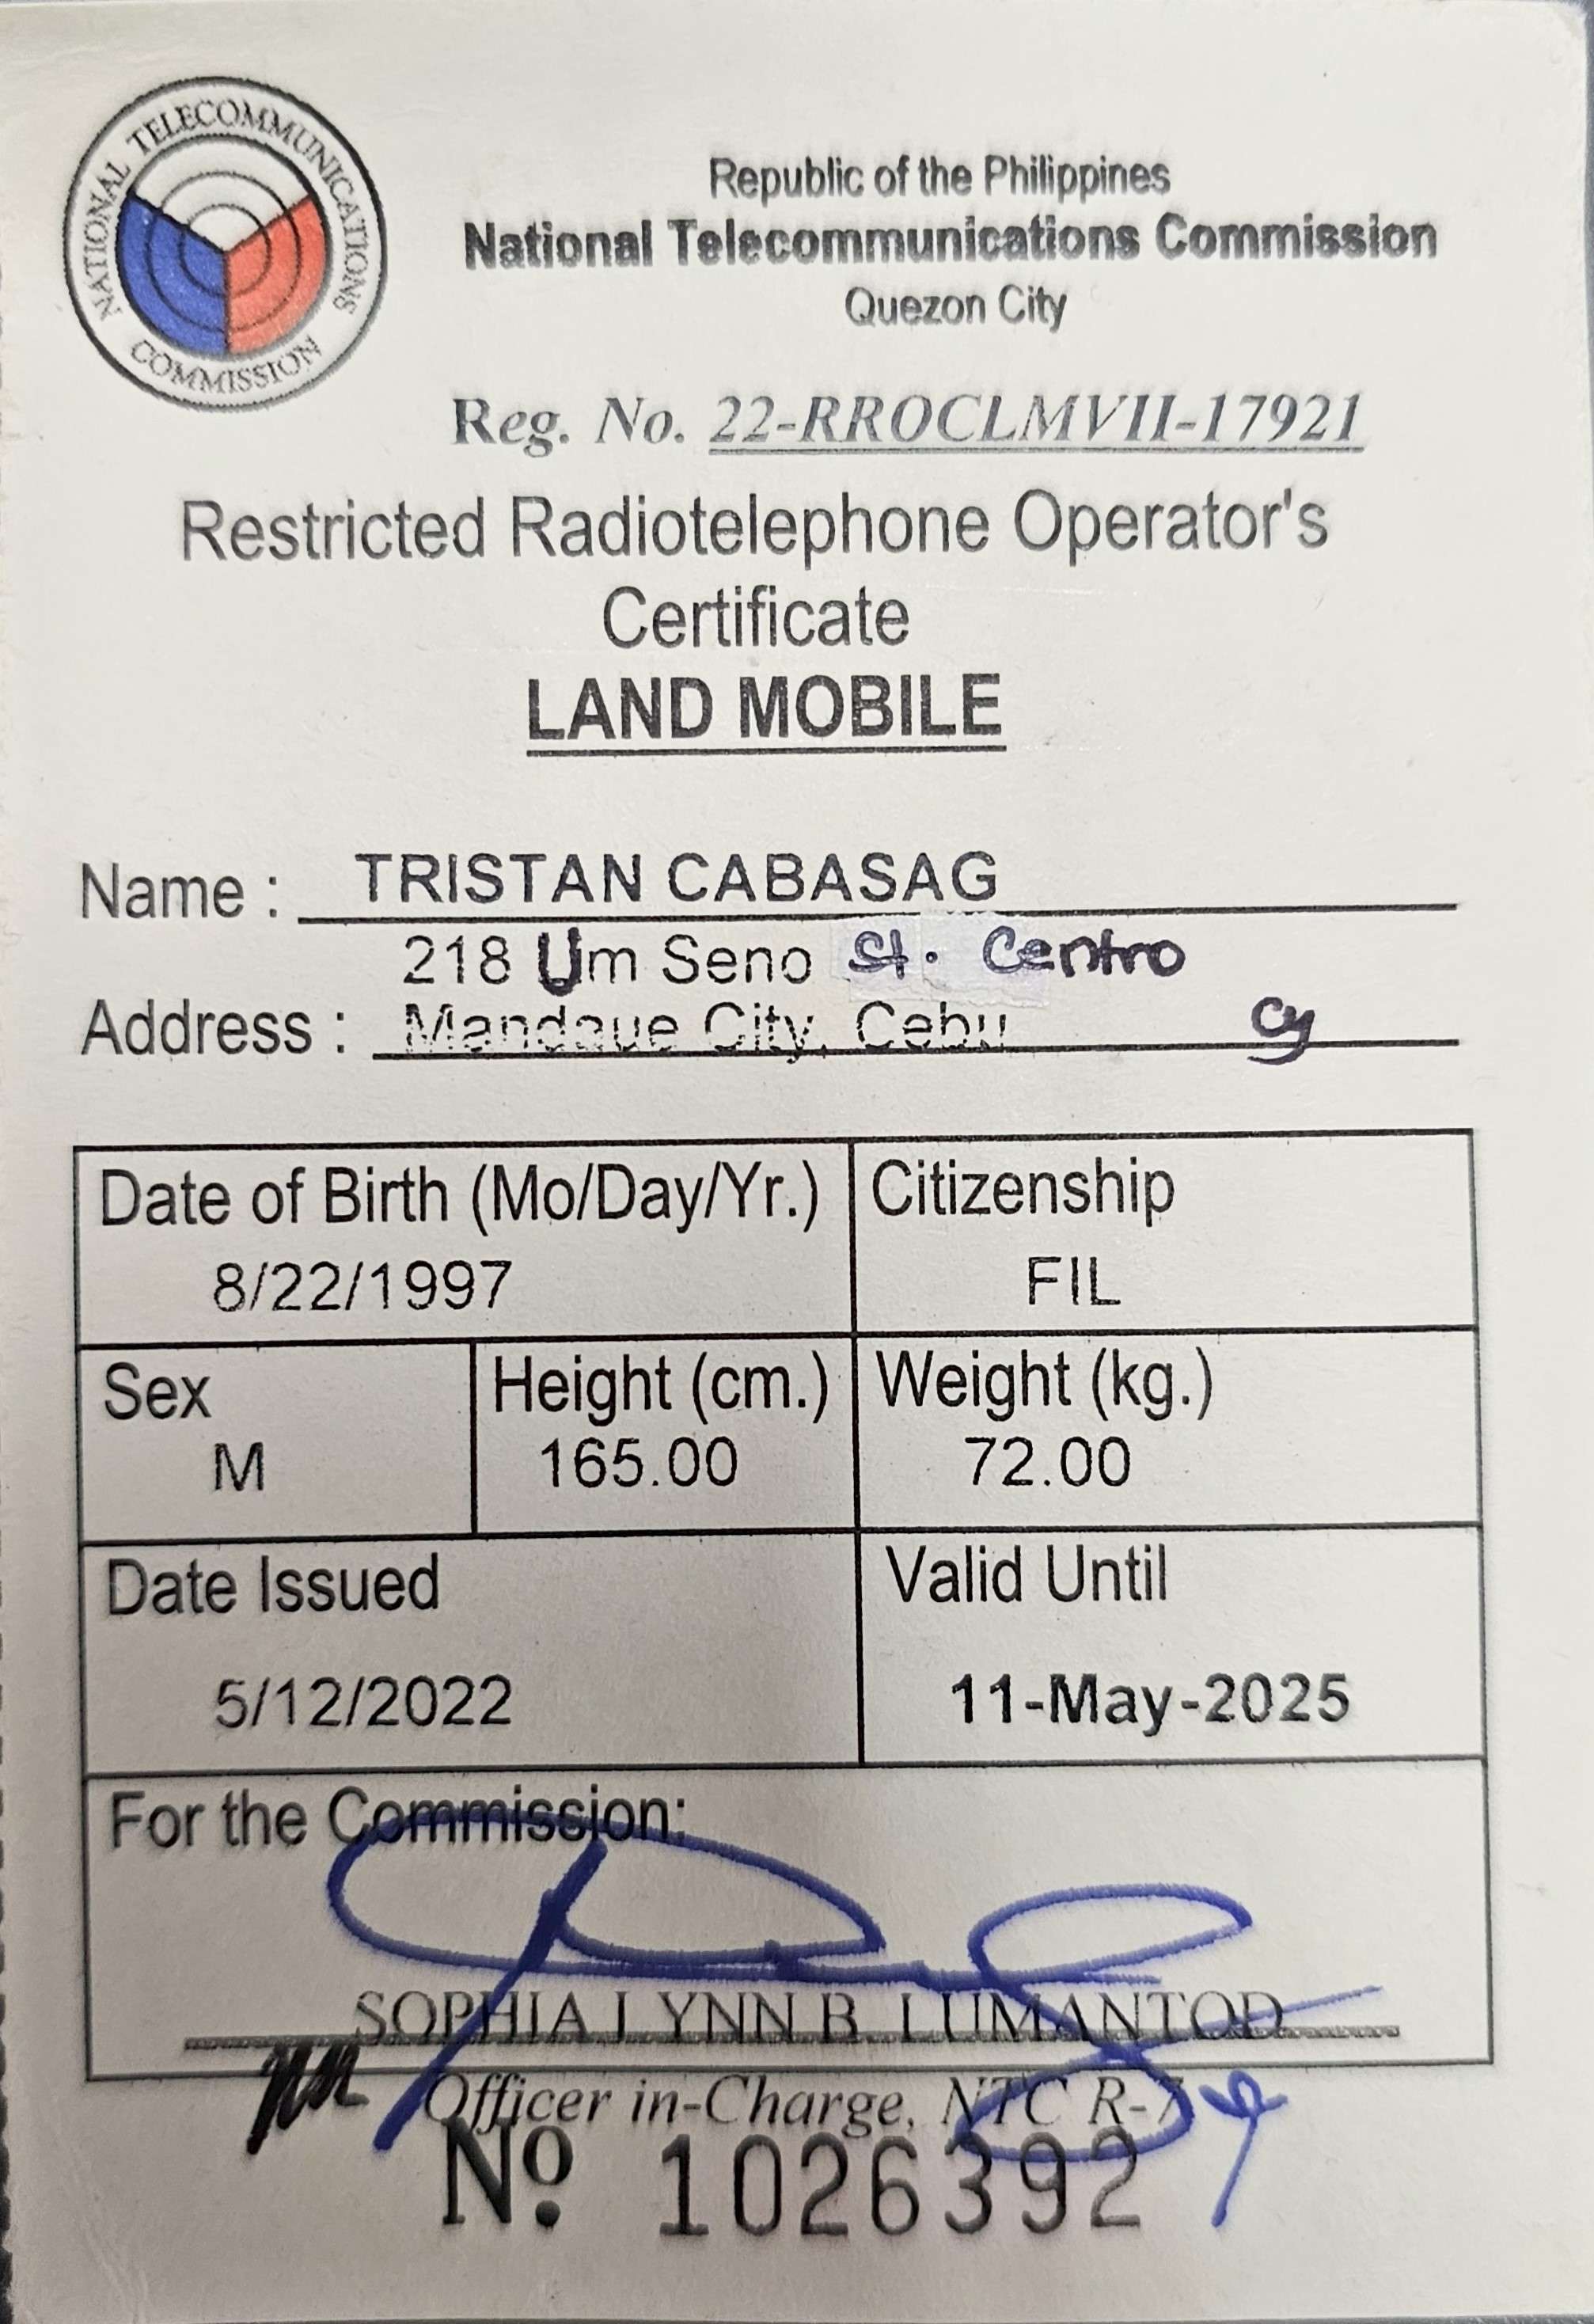 NATIONAL TELECOMMUNICATIONS COMMISSION
Republic of the Philippines
National Telecommunications Commission
Quezon City
Reg. No. 22-RROCLMVII-17921
Restricted Radiotelephone Operator's
Certificate
LAND MOBILE
Name : TRISTAN CABASAG
218 Um Seno St. Centro
Address : Mandaue City, Cebu
Date of Birth (Mo/Day/Yr.) Citizenship
8/22/1997 FIL
Sex Height (cm.) Weight (kg.)
M 165.00 72.00
Date Issued Valid Until
5/12/2022 11-May-2025
For the Commission:
SOPHIA LYNN B. LUMANTOD
Officer in-Charge, NTC R-7
No. 1026392